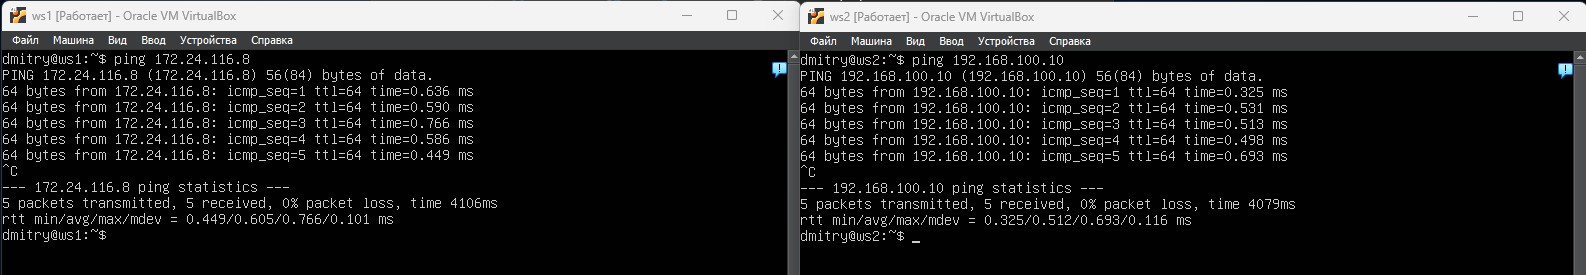 ws1 [Работает] - Oracle VM VirtualBox
Файл Машина Вид Ввод Устройства Справка
dmitry@ws1:~$ ping 172.24.116.8
PING 172.24.116.8 (172.24.116.8) 56(84) bytes of data.
64 bytes from 172.24.116.8: icmp_seq=1 ttl=64 time=0.636 ms
64 bytes from 172.24.116.8: icmp_seq=2 ttl=64 time=0.590 ms
64 bytes from 172.24.116.8: icmp_seq=3 ttl=64 time=0.766 ms
64 bytes from 172.24.116.8: icmp_seq=4 ttl=64 time=0.586 ms
64 bytes from 172.24.116.8: icmp_seq=5 ttl=64 time=0.449 ms
^C
--- 172.24.116.8 ping statistics ---
5 packets transmitted, 5 received, 0% packet loss, time 4106ms
rtt min/avg/max/mdev = 0.449/0.605/0.766/0.101 ms
dmitry@ws1:~$
ws2 [Работает] - Oracle VM VirtualBox
Файл Машина Вид Ввод Устройства Справка
dmitry@ws2:~$ ping 192.168.100.10
PING 192.168.100.10 (192.168.100.10) 56(84) bytes of data.
64 bytes from 192.168.100.10: icmp_seq=1 ttl=64 time=0.325 ms
64 bytes from 192.168.100.10: icmp_seq=2 ttl=64 time=0.531 ms
64 bytes from 192.168.100.10: icmp_seq=3 ttl=64 time=0.513 ms
64 bytes from 192.168.100.10: icmp_seq=4 ttl=64 time=0.498 ms
64 bytes from 192.168.100.10: icmp_seq=5 ttl=64 time=0.693 ms
^C
--- 192.168.100.10 ping statistics ---
5 packets transmitted, 5 received, 0% packet loss, time 4079ms
rtt min/avg/max/mdev = 0.325/0.512/0.693/0.116 ms
dmitry@ws2:~$ _